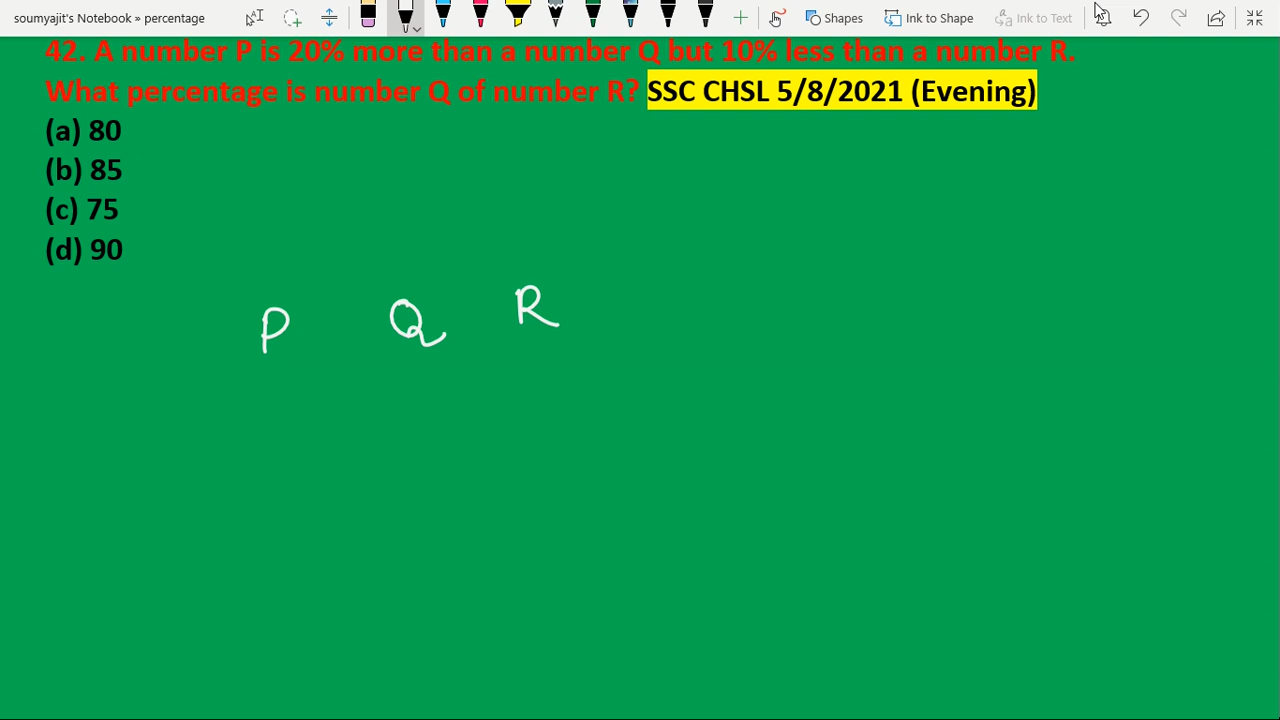 soumyajit's Notebook » percentage
Shapes
Ink to Shape
Ink to Text
42. A number P is 20% more than a number Q but 10% less than a number R.
What percentage is number Q of number R? SSC CHSL 5/8/2021 (Evening)
(a) 80
(b) 85
(c) 75
(d) 90
P Q R